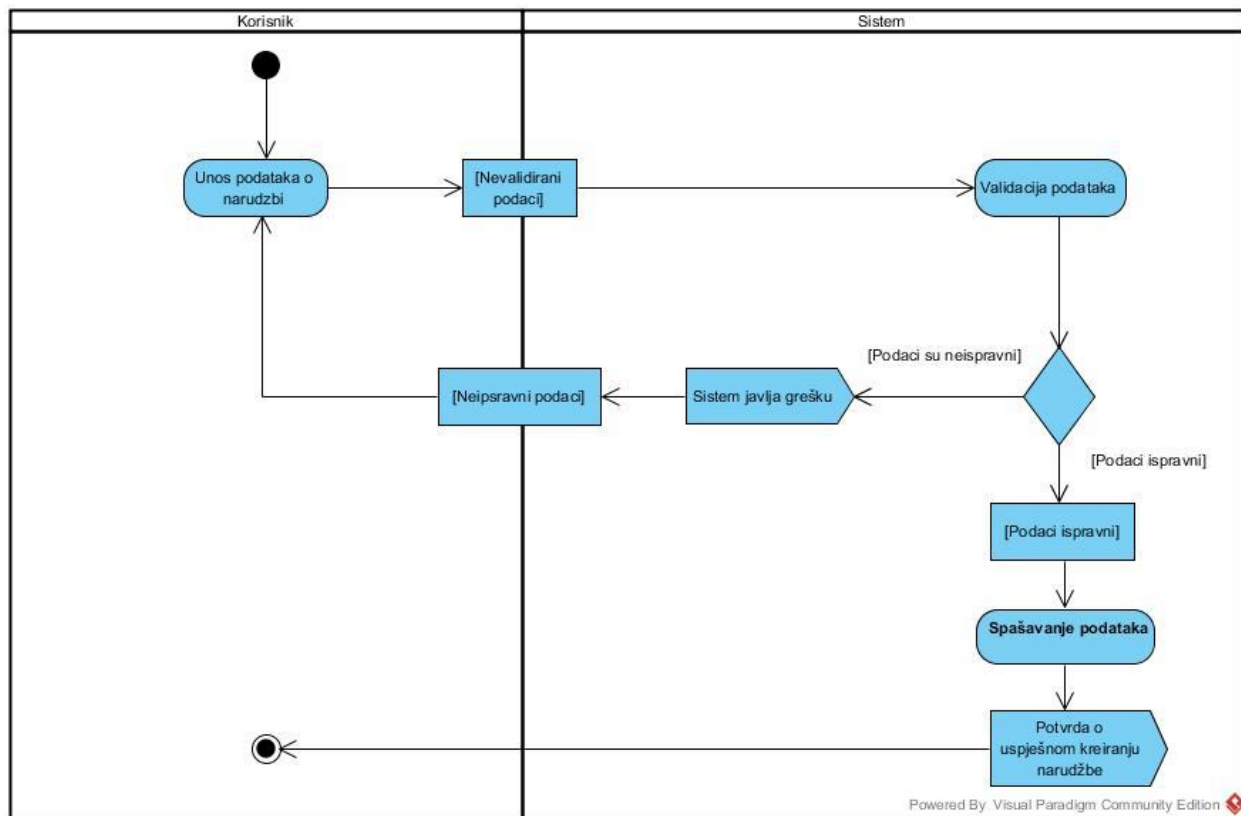 Korisnik
Sistem
Unos podataka o
narudzbi
[Nevalidirani
podaci]
Validacija podataka
[Podaci su neispravni]
[Neipsravni podaci]
Sistem javlja grešku
[Podaci ispravni]
[Podaci ispravni]
Spašavanje podataka
Potvrda o
uspješnom kreiranju
narudžbe
Powered By Visual Paradigm Community Edition